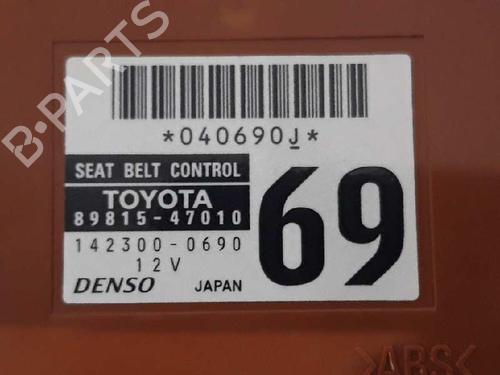 *040690J*
SEAT BELT CONTROL
TOYOTA
89815-47010
142300-0690
12V
DENSO JAPAN
69
>ABS<
B-PARTS